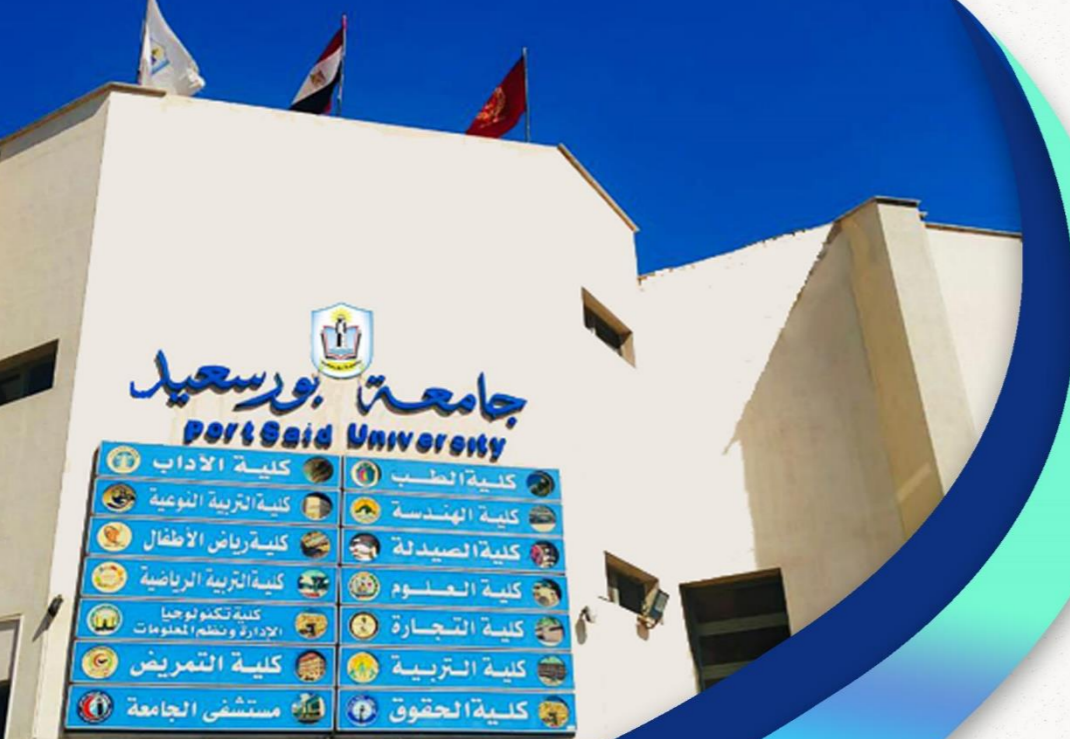 جامعة بورسعيد
Port Said University
كلية الطب
كلية الهندسة
كلية الصيدلة
كلية العلوم
كلية التجارة
كلية التربية
كلية الحقوق
كلية الآداب
كلية التربية النوعية
كلية رياض الأطفال
كلية التربية الرياضية
كلية تكنولوجيا
الإدارة ونظم المعلومات
كلية التمريض
مستشفى الجامعة